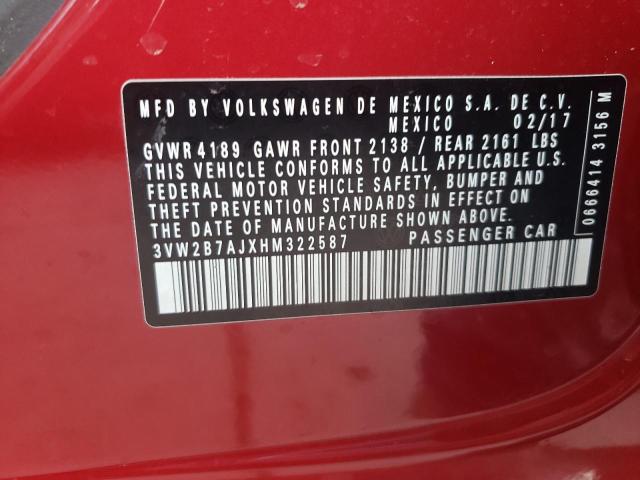 MFD BY VOLKSWAGEN DE MEXICO S.A. DE C.V.
MEXICO 02/17
GVWR 4189 GAWR FRONT 2138 / REAR 2161 LBS
THIS VEHICLE CONFORMS TO ALL APPLICABLE U.S.
FEDERAL MOTOR VEHICLE SAFETY, BUMPER AND
THEFT PREVENTION STANDARDS IN EFFECT ON
THE DATE OF MANUFACTURE SHOWN ABOVE.
3VW2B7AJXHM322587 PASSENGER CAR
0666414 3156 M